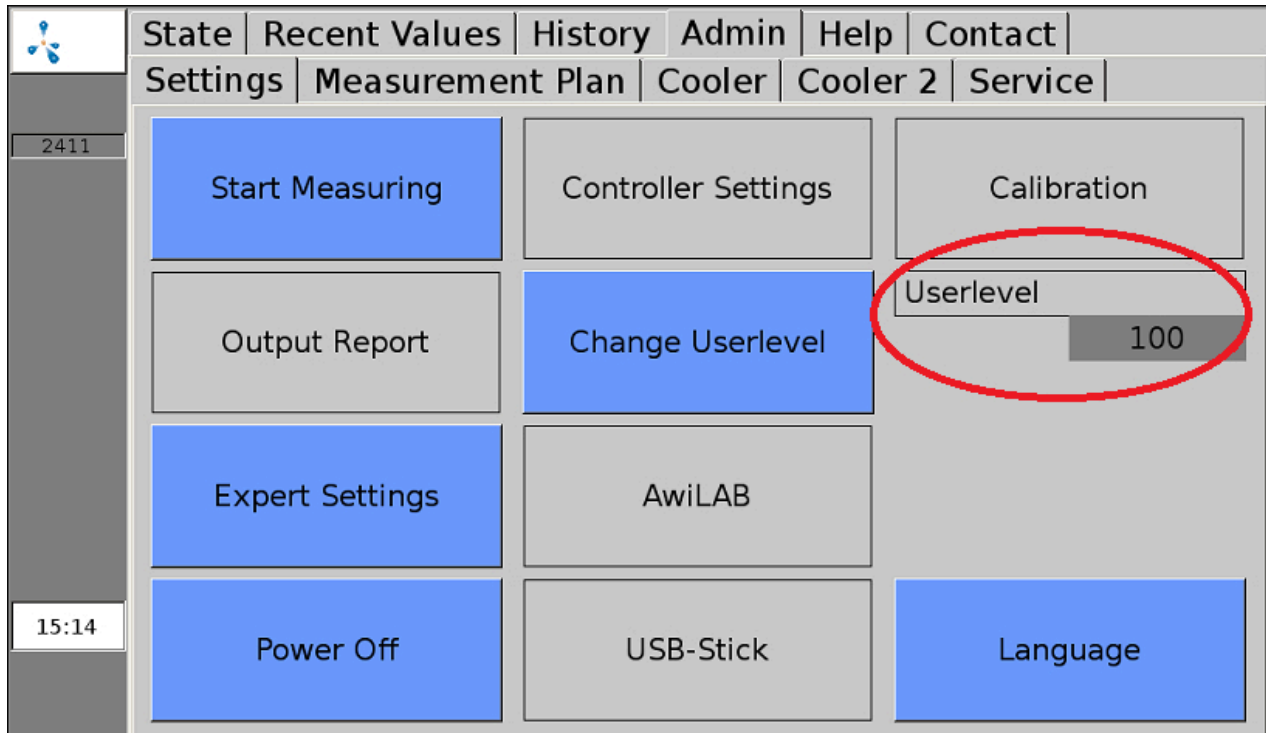 State Recent Values History Admin Help Contact
Settings Measurement Plan Cooler Cooler 2 Service
2411
Start Measuring Controller Settings Calibration
Userlevel
100
Output Report Change Userlevel
Expert Settings AwiLAB
15:14
Power Off USB-Stick Language